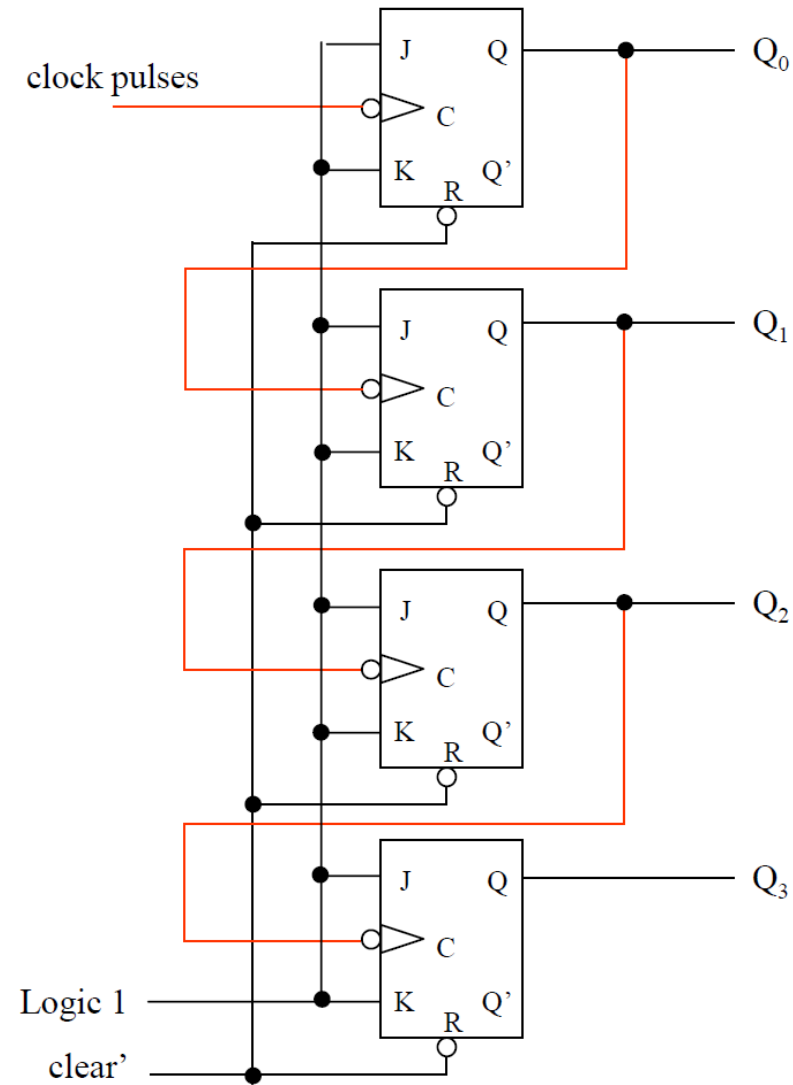 J Q Q₀
clock pulses
C
K Q’
R
J Q Q₁
C
K Q’
R
J Q Q₂
C
K Q’
R
J Q Q₃
C
Logic 1 K Q’
R
clear’